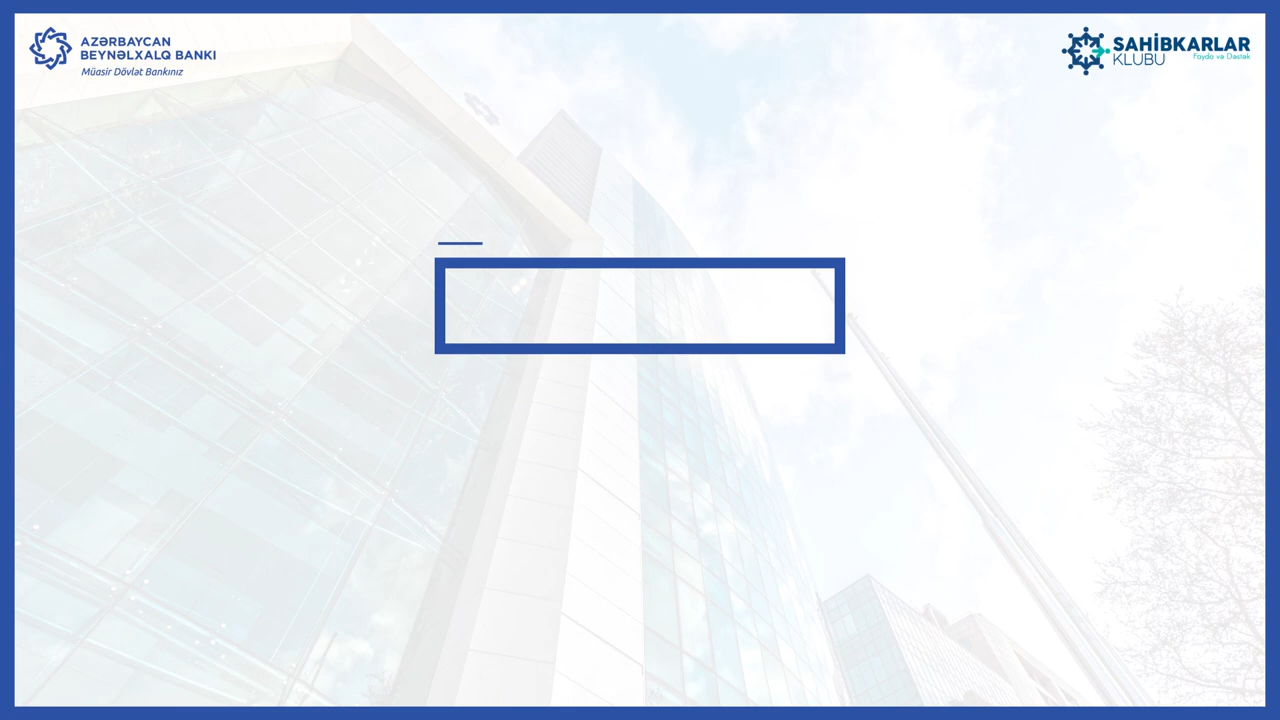 AZƏRBAYCAN
BEYNƏLXALQ BANKI
Müasir Dövlət Bankınız
SAHİBKARLAR
KLUBU
Fayda və Dəstək